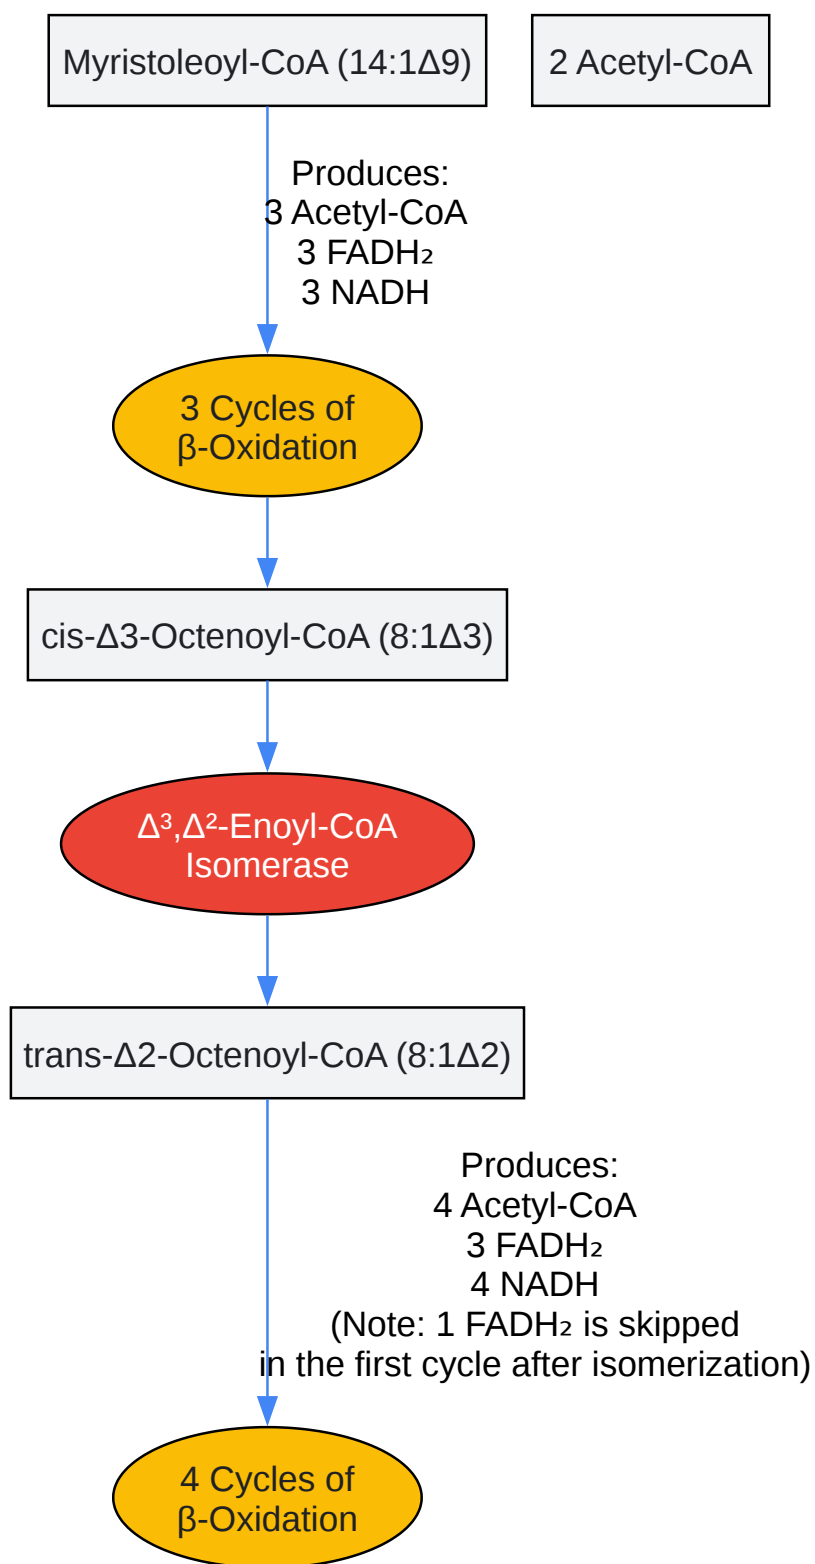 Myristoleoyl-CoA (14:1Δ9)
2 Acetyl-CoA
Produces:
3 Acetyl-CoA
3 FADH₂
3 NADH
3 Cycles of
β-Oxidation
cis-Δ3-Octenoyl-CoA (8:1Δ3)
Δ³,Δ²-Enoyl-CoA
Isomerase
trans-Δ2-Octenoyl-CoA (8:1Δ2)
Produces:
4 Acetyl-CoA
3 FADH₂
4 NADH
(Note: 1 FADH₂ is skipped
in the first cycle after isomerization)
4 Cycles of
β-Oxidation